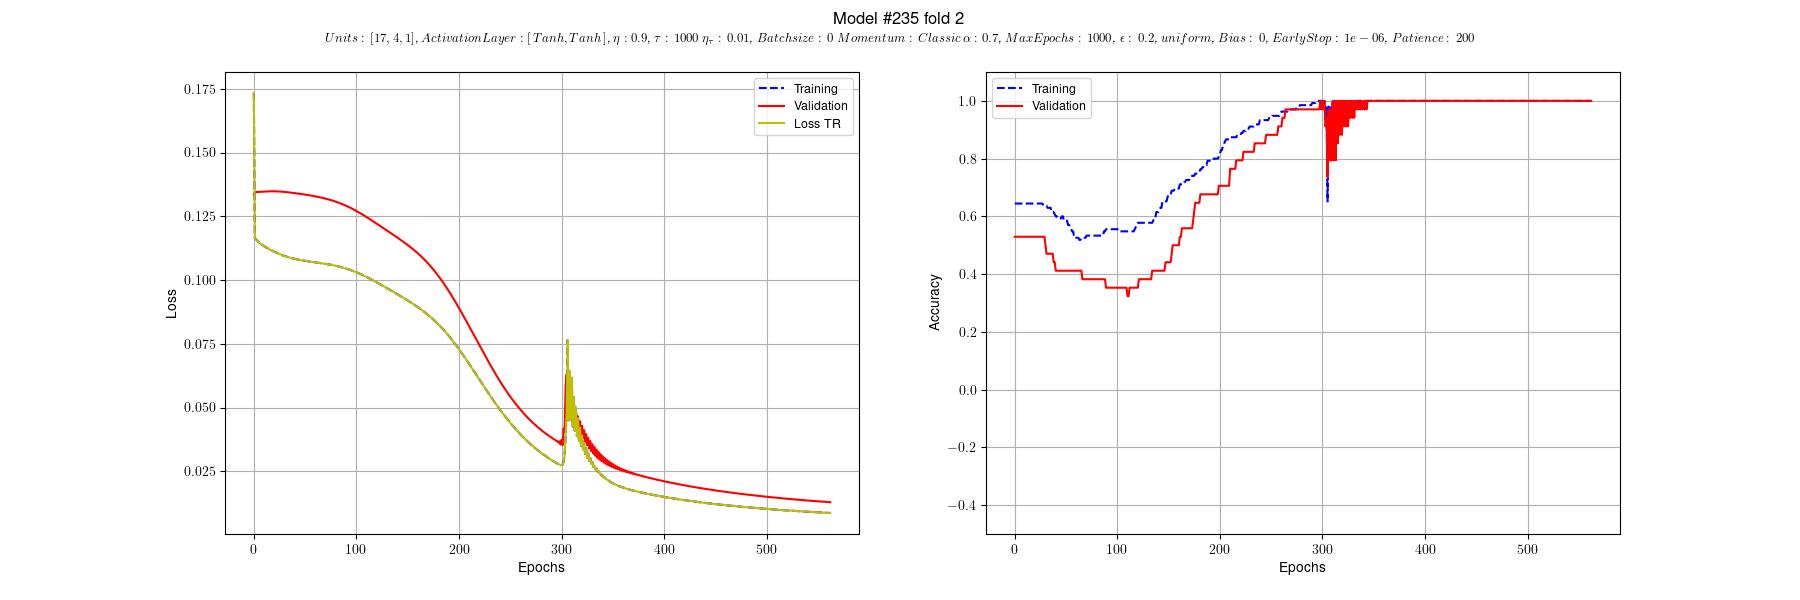 Model #235 fold 2
Units : [17, 4, 1], ActivationLayer : [Tanh, Tanh], η : 0.9, τ : 1000 ητ : 0.01, Batchsize : 0 Momentum : Classic α : 0.7, MaxEpochs : 1000, ϵ : 0.2, uniform, Bias : 0, EarlyStop : 1e − 06, Patience : 200
0.175
0.150
0.125
0.100
0.075
0.050
0.025
Loss
0 100 200 300 400 500
Epochs
Training
Validation
Loss TR
1.0
0.8
0.6
0.4
0.2
0.0
−0.2
−0.4
Accuracy
0 100 200 300 400 500
Epochs
Training
Validation